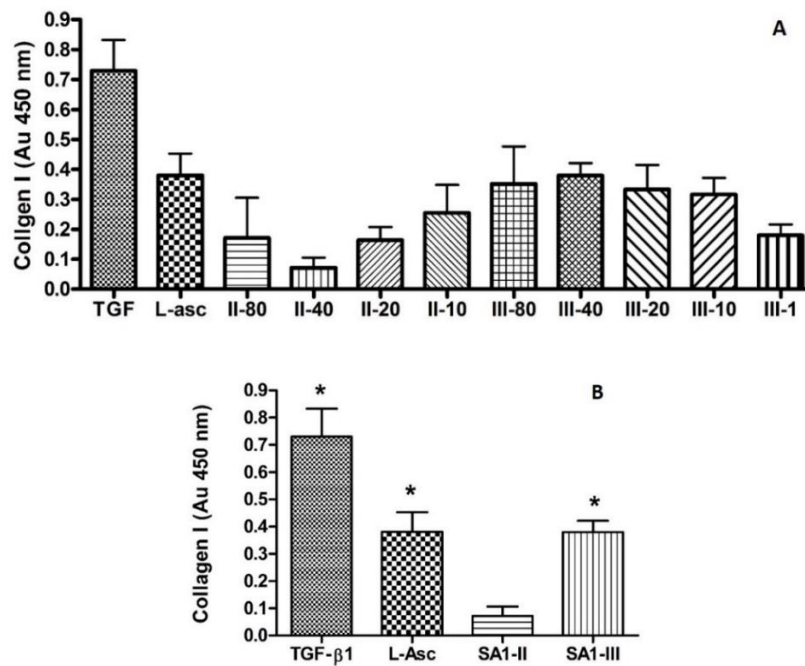 A
Collgen I (Au 450 nm)
0.9
0.8
0.7
0.6
0.5
0.4
0.3
0.2
0.1
0.0
TGF L-asc II-80 II-40 II-20 II-10 III-80 III-40 III-20 III-10 III-1
B
Collagen I (Au 450 nm)
0.9
0.8
0.7
0.6
0.5
0.4
0.3
0.2
0.1
0.0
* * *
TGF-β1 L-Asc SA1-II SA1-III